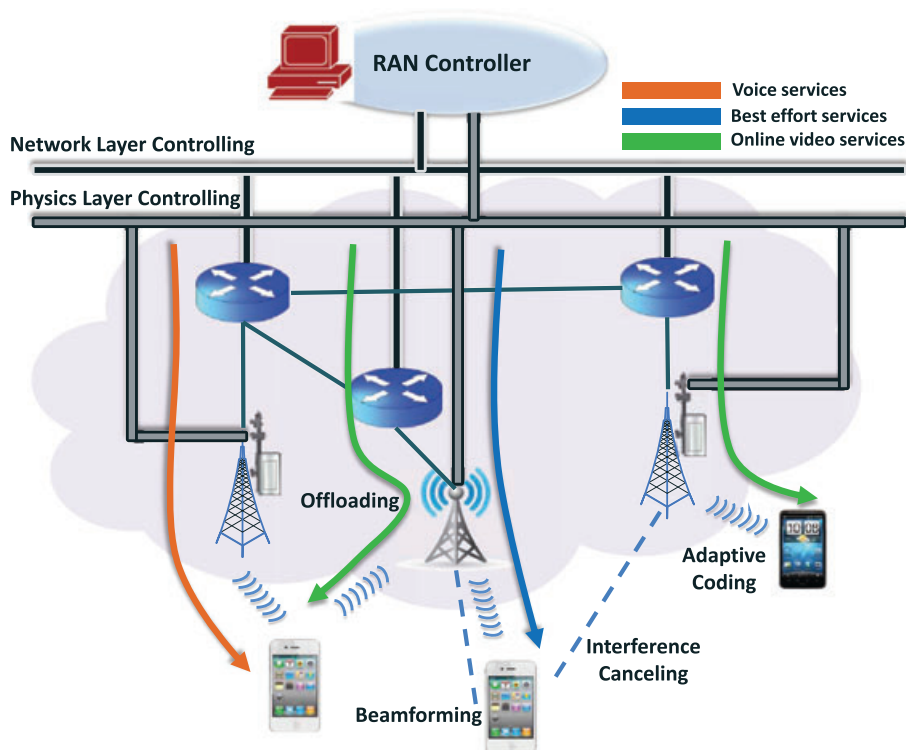 RAN Controller
Voice services
Best effort services
Online video services
Network Layer Controlling
Physics Layer Controlling
Offloading
Adaptive
Coding
Interference
Canceling
Beamforming